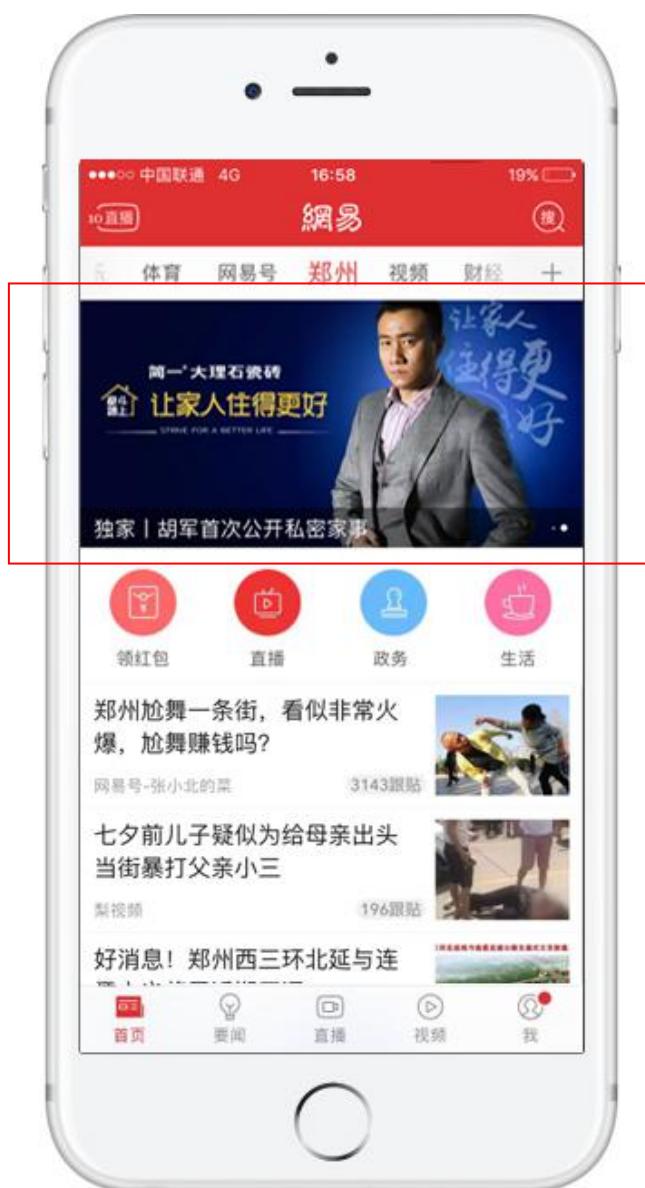 中国联通 4G 16:58 19%
10直播 網易 搜
体育 网易号 郑州 视频 财经 +
让家人
住得更
好
简一®大理石瓷砖
奋斗
路上
让家人住得更好
STRIVE FOR A BETTER LIFE
独家丨胡军首次公开私密家事
领红包 直播 政务 生活
郑州尬舞一条街，看似非常火
爆，尬舞赚钱吗？
网易号-张小北的菜 3143跟贴
七夕前儿子疑似为给母亲出头
当街暴打父亲小三
梨视频 196跟贴
好消息！郑州西三环北延与连
首页 要闻 直播 视频 我